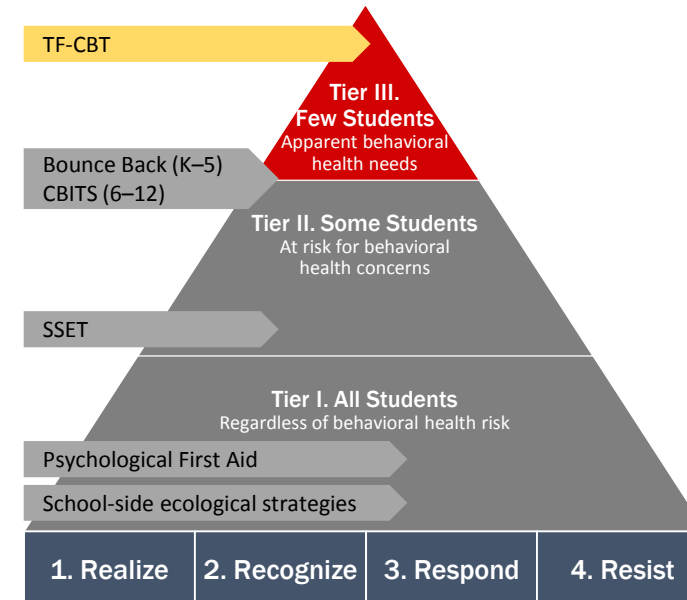 TF-CBT
Tier III.
Few Students
Apparent behavioral
health needs
Bounce Back (K–5)
CBITS (6–12)
Tier II. Some Students
At risk for behavioral
health concerns
SSET
Tier I. All Students
Regardless of behavioral health risk
Psychological First Aid
School-side ecological strategies
1. Realize
2. Recognize
3. Respond
4. Resist